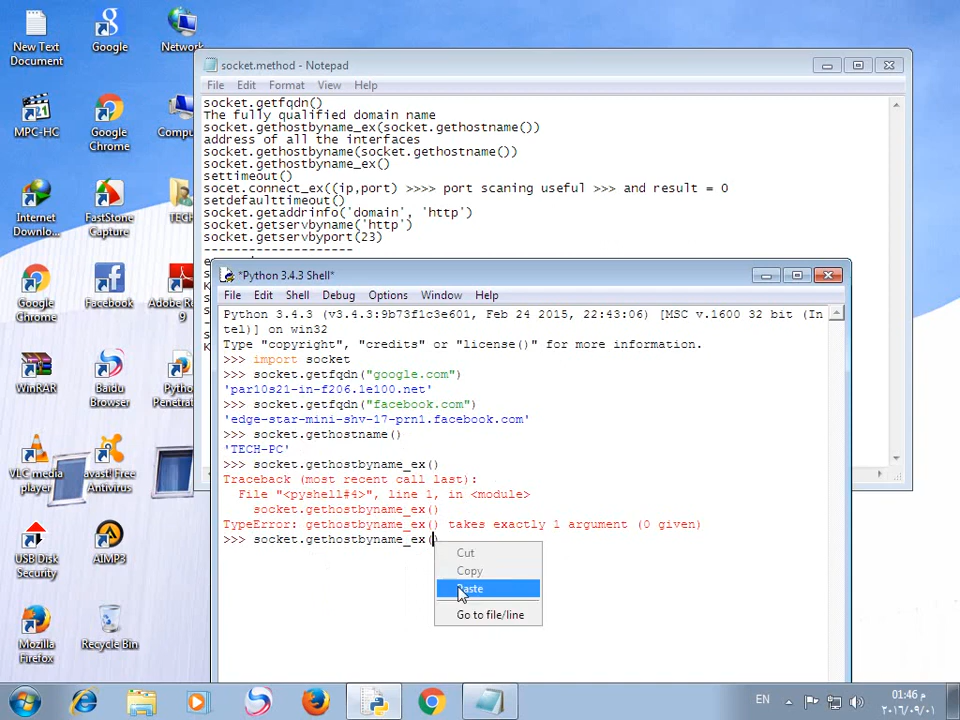 New Text
Document
Google
Network
MPC-HC
Google
Chrome
Compu
Internet
Downlo...
FastStone
Capture
TECH
Google
Chrome
Facebook
Adobe Re
9
WinRAR
Baidu
Browser
Pytho
Penetrat
VLC media
player
avast! Free
Antivirus
USB Disk
Security
AIMP3
Mozilla
Firefox
Recycle Bin
socket.method - Notepad
File Edit Format View Help
socket.getfqdn()
The fully qualified domain name
socket.gethostbyname_ex(socket.gethostname())
address of all the interfaces
socket.gethostbyname(socket.gethostname())
socket.gethostbyname_ex()
settimeout()
socet.connect_ex((ip,port) >>>> port scaning useful >>> and result = 0
setdefaulttimeout()
socket.getaddrinfo('domain', 'http')
socket.getservbyname('http')
socket.getservbyport(23)
--------------------
*Python 3.4.3 Shell*
File Edit Shell Debug Options Window Help
Python 3.4.3 (v3.4.3:9b73f1c3e601, Feb 24 2015, 22:43:06) [MSC v.1600 32 bit (In
tel)] on win32
Type "copyright", "credits" or "license()" for more information.
>>> import socket
>>> socket.getfqdn("google.com")
'par10s21-in-f206.1e100.net'
>>> socket.getfqdn("facebook.com")
'edge-star-mini-shv-17-prn1.facebook.com'
>>> socket.gethostname()
'TECH-PC'
>>> socket.gethostbyname_ex()
Traceback (most recent call last):
File "<pyshell#4>", line 1, in <module>
socket.gethostbyname_ex()
TypeError: gethostbyname_ex() takes exactly 1 argument (0 given)
>>> socket.gethostbyname_ex()
Cut
Copy
Paste
Go to file/line
EN
01:46 م
٢٠١٦/٠٩/٠١